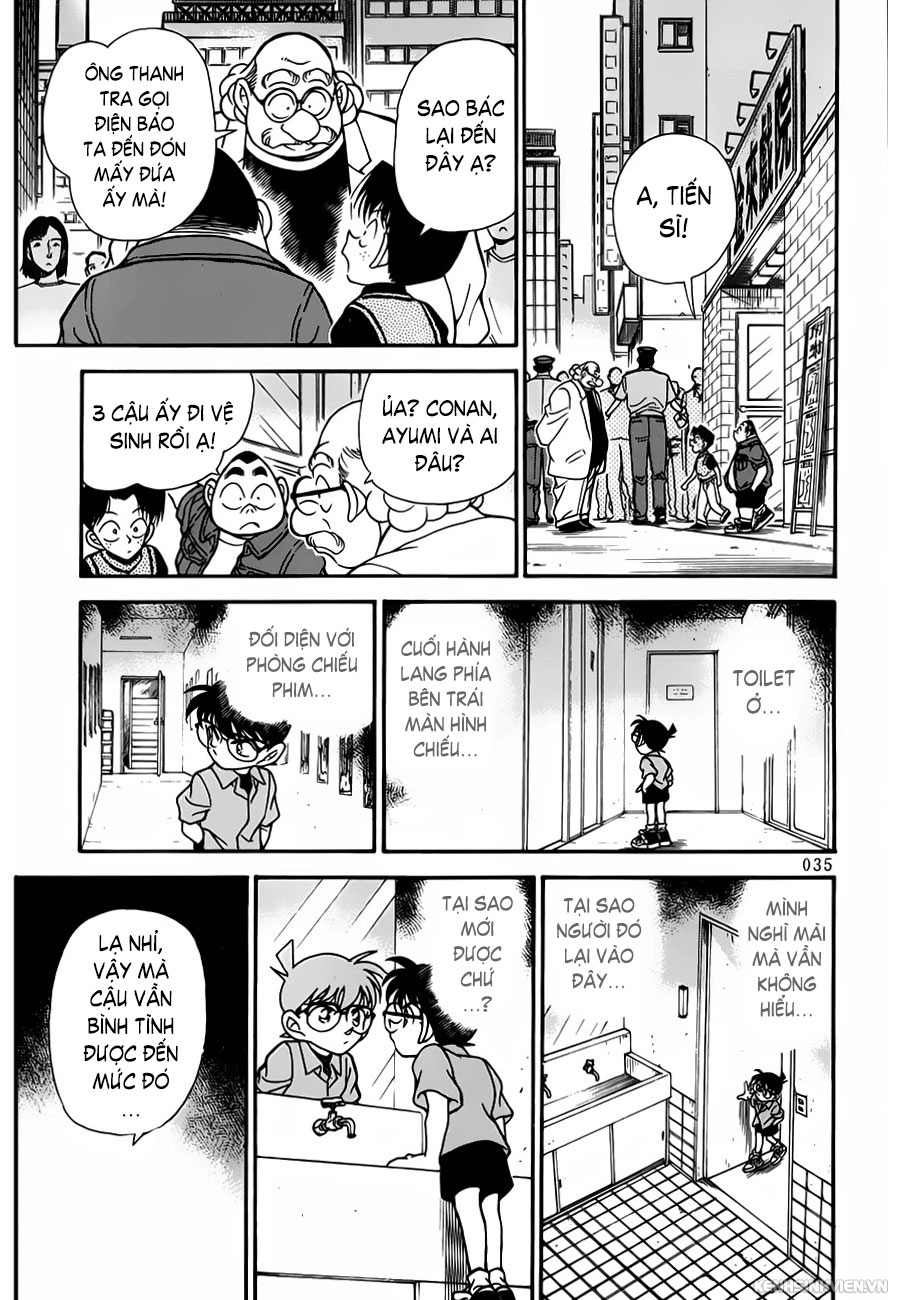 A, TIẾN
SĨ!
SAO BÁC
LẠI ĐẾN
ĐÂY Ạ?
ÔNG THANH
TRA GỌI
ĐIỆN BẢO
TA ĐẾN ĐÓN
MẤY ĐỨA
ẤY MÀ!
ỦA? CONAN,
AYUMI VÀ AI
ĐÂU?
3 CẬU ẤY ĐI VỆ
SINH RỒI Ạ!
TOILET
Ở...
CUỐI HÀNH
LANG PHÍA
BÊN TRÁI
MÀN HÌNH
CHIẾU...
ĐỐI DIỆN VỚI
PHÒNG CHIẾU
PHIM...
035
MÌNH
NGHĨ MÃI
MÀ VẪN
KHÔNG
HIỂU...
TẠI SAO
NGƯỜI ĐÓ
LẠI VÀO
ĐÂY...
TẠI SAO
MỚI
ĐƯỢC
CHỨ
...?
LẠ NHỈ,
VẬY MÀ
CẬU VẪN
BÌNH TĨNH
ĐƯỢC ĐẾN
MỨC ĐÓ
...
KENHSINHVIEN.VN